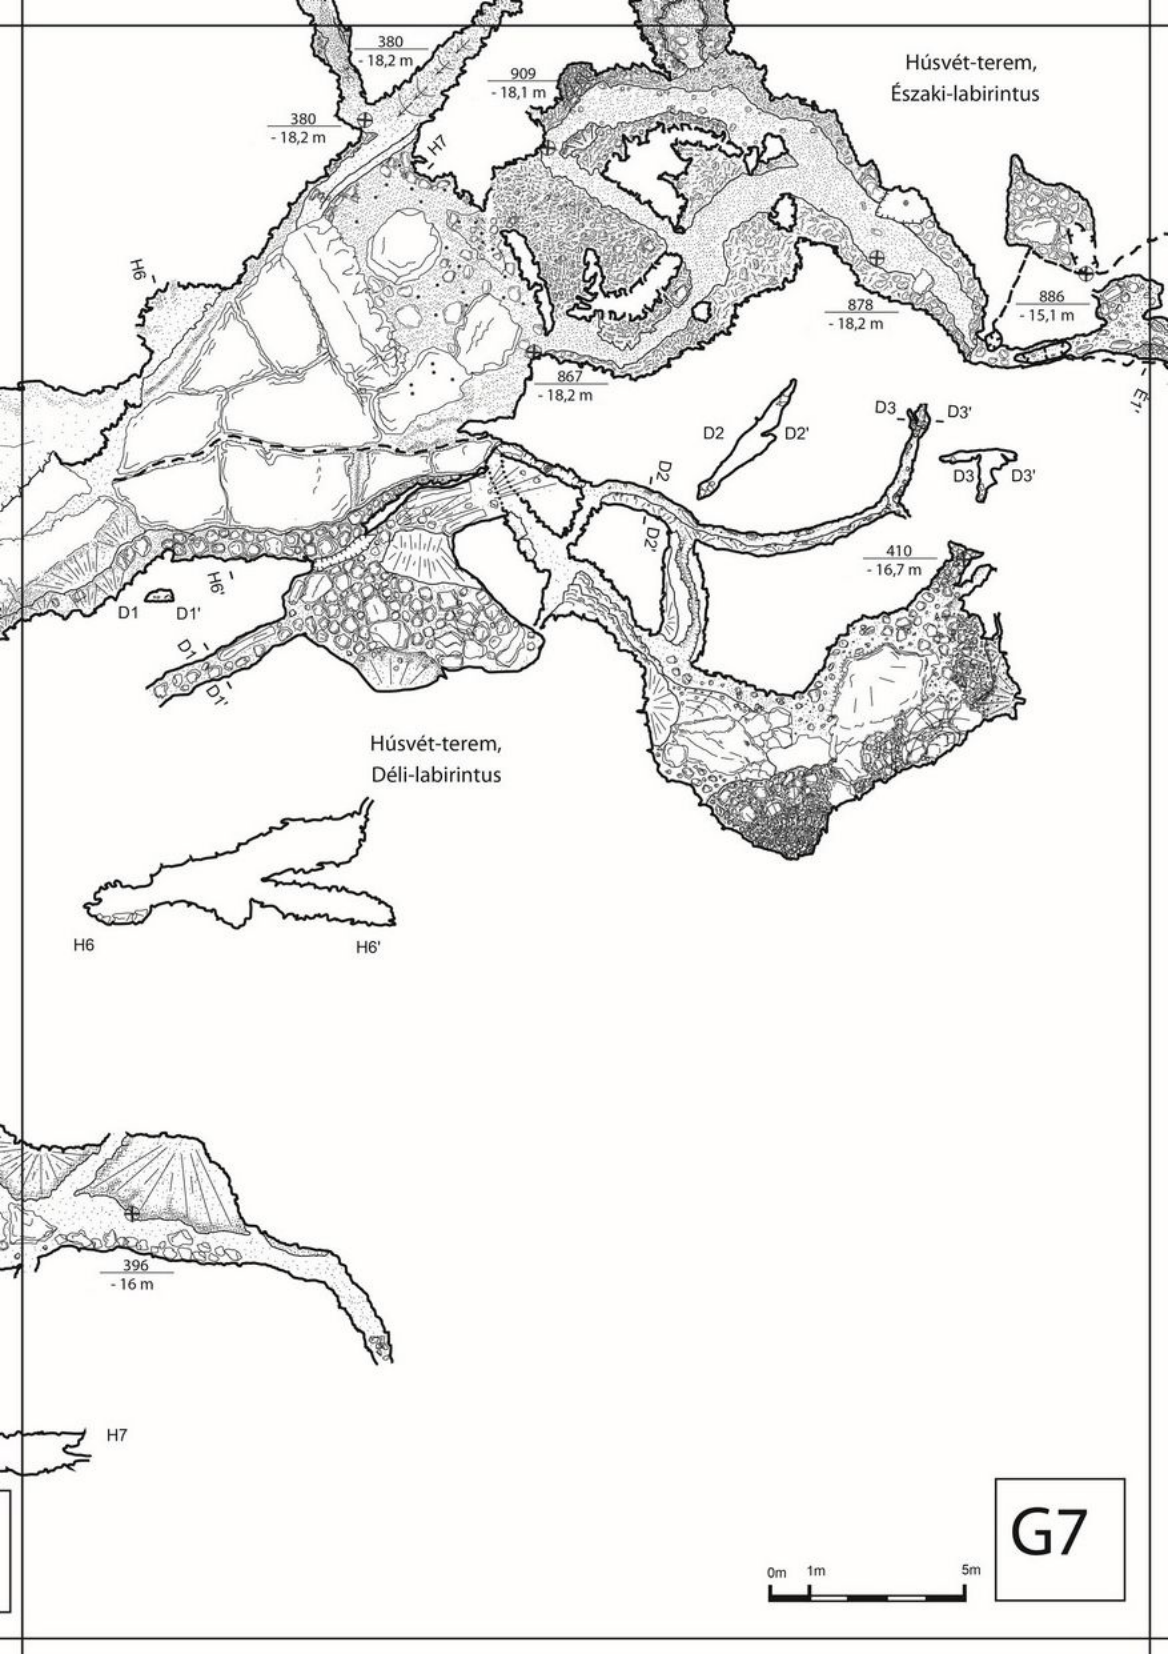 380
- 18,2 m
Húsvét-terem,
Északi-labirintus
909
- 18,1 m
380
- 18,2 m
H7
H6
886
- 15,1 m
878
- 18,2 m
867
- 18,2 m
E1'
D2
D2'
D3
D3'
D3
D3'
D2
D2'
410
- 16,7 m
H6'
D1
D1'
D1
D1'
Húsvét-terem,
Déli-labirintus
H6
H6'
396
- 16 m
H7
G7
0m
1m
5m